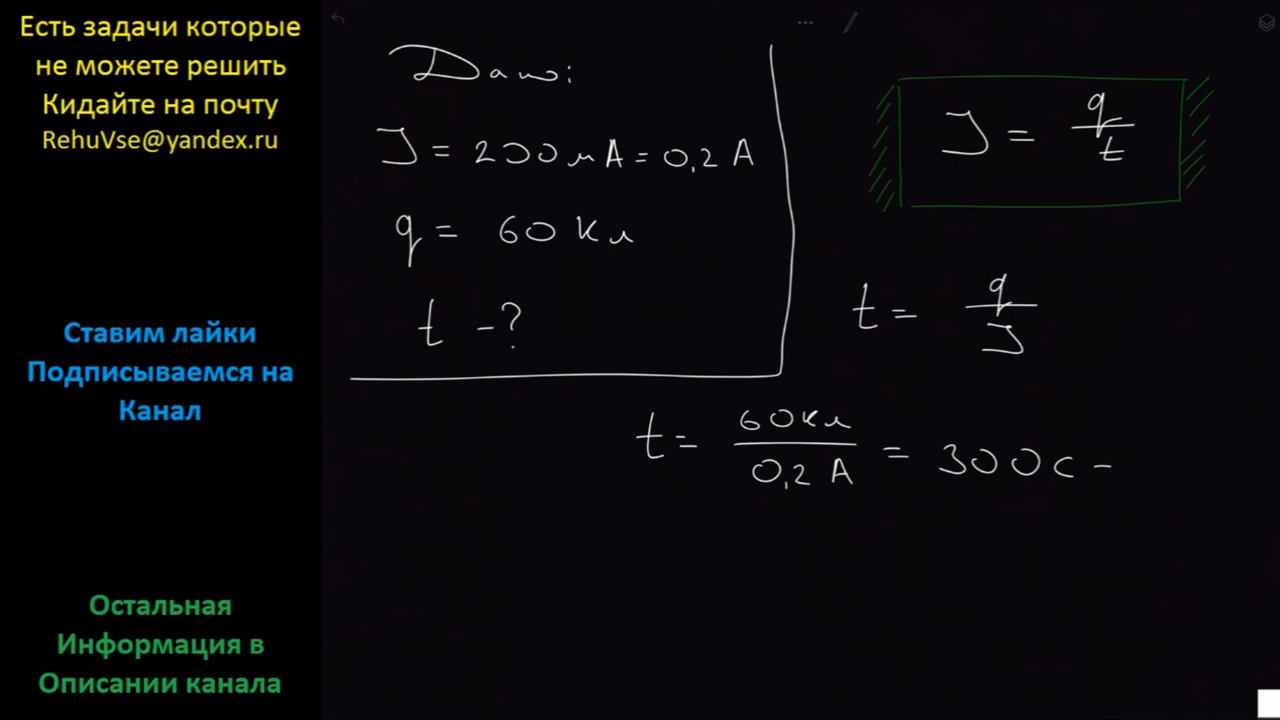 Есть задачи которые
не можете решить
Кидайте на почту
RehuVse@yandex.ru
Ставим лайки
Подписываемся на
Канал
Остальная
Информация в
Описании канала
Дано:
I = 200 мА = 0,2 А
q = 60 Кл
t - ?
I = q/t
t = q/I
t = 60 Кл / 0,2 А = 300 с -